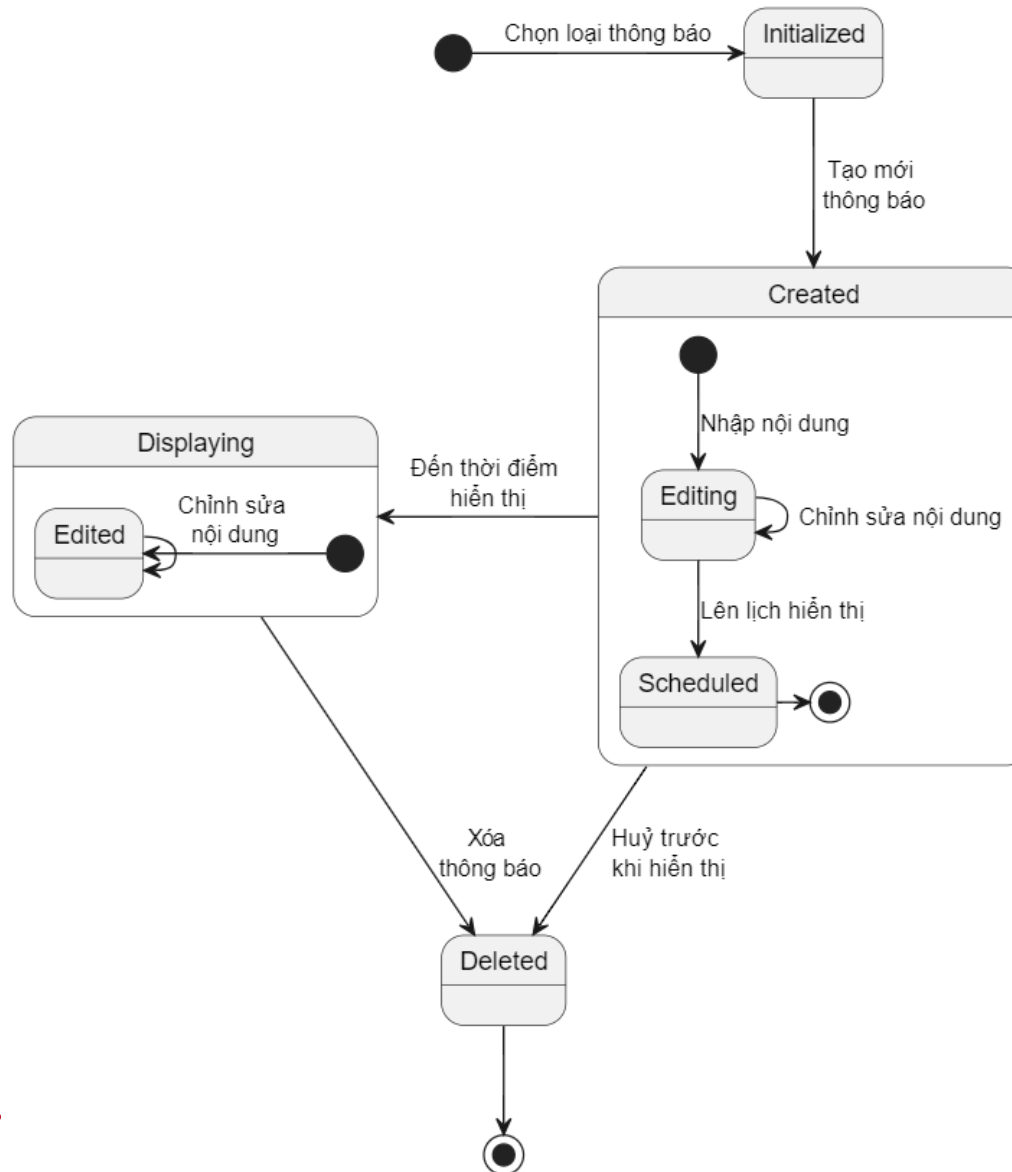 Chọn loại thông báo
Initialized
Tạo mới
thông báo
Created
Nhập nội dung
Displaying
Đến thời điểm
hiển thị
Editing
Chỉnh sửa nội dung
Chỉnh sửa
nội dung
Edited
Lên lịch hiển thị
Scheduled
Xóa
thông báo
Huỷ trước
khi hiển thị
Deleted